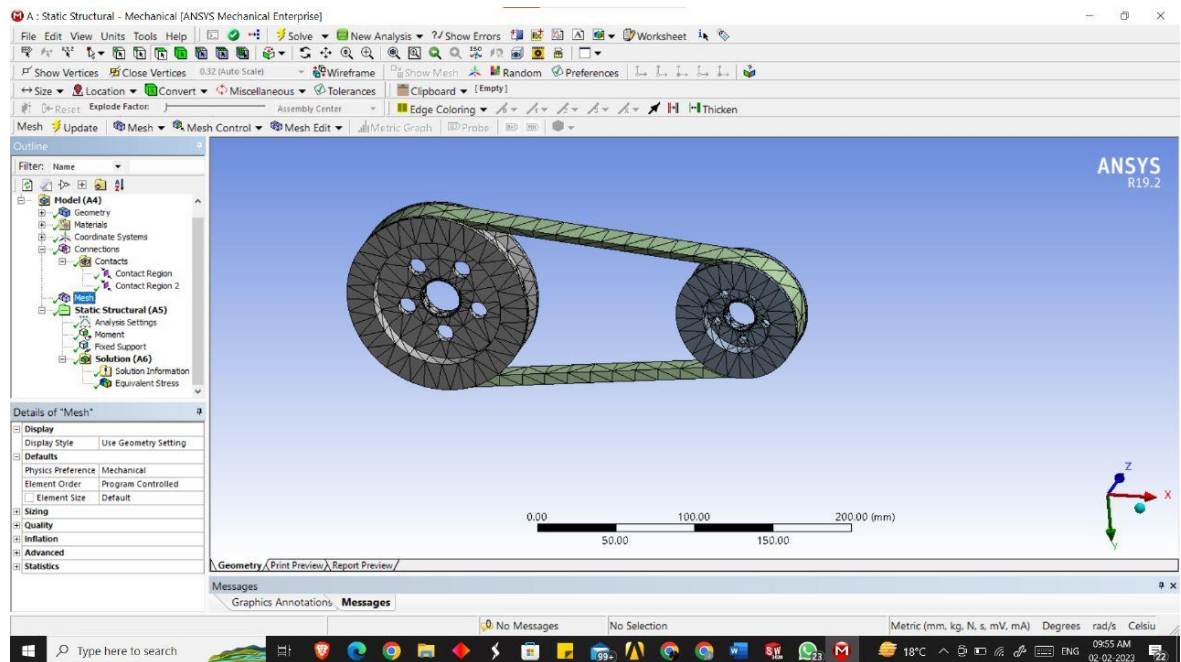 A : Static Structural - Mechanical [ANSYS Mechanical Enterprise]
File Edit View Units Tools Help Solve New Analysis ?/ Show Errors Worksheet
Show Vertices Close Vertices 0.32 (Auto Scale) Wireframe Show Mesh Random Preferences
Size Location Convert Miscellaneous Tolerances Clipboard [Empty]
Reset Explode Factor: Assembly Center Edge Coloring Thicken
Mesh Update Mesh Mesh Control Mesh Edit Metric Graph Probe
Outline
Filter: Name
Model (A4)
Geometry
Materials
Coordinate Systems
Connections
Contacts
Contact Region
Contact Region 2
Mesh
Static Structural (A5)
Analysis Settings
Moment
Fixed Support
Solution (A6)
Solution Information
Equivalent Stress
Details of "Mesh"
Display
Display Style Use Geometry Setting
Defaults
Physics Preference Mechanical
Element Order Program Controlled
Element Size Default
Sizing
Quality
Inflation
Advanced
Statistics
ANSYS
R19.2
Z
X
Y
0.00 100.00 200.00 (mm)
50.00 150.00
Geometry Print Preview Report Preview
Messages
Graphics Annotations Messages
No Messages No Selection Metric (mm, kg, N, s, mV, mA) Degrees rad/s Celsiu
Type here to search 99+ 23 18°C ENG 09:55 AM
02-02-2023 22